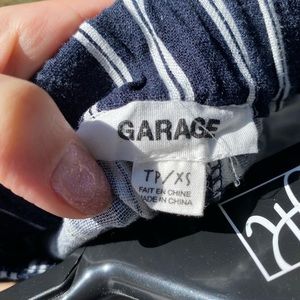 GARAGE
TP/XS
FAIT EN CHINE
MADE IN CHINA